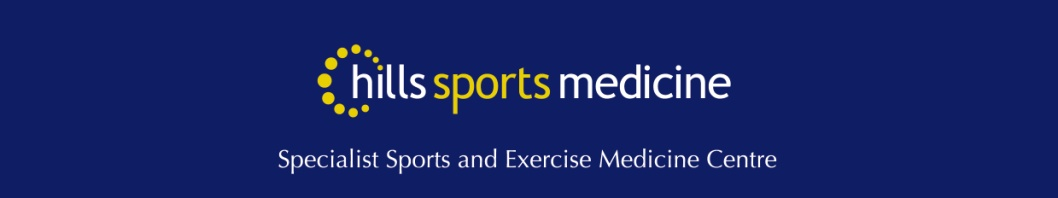 hills sports medicine
Specialist Sports and Exercise Medicine Centre